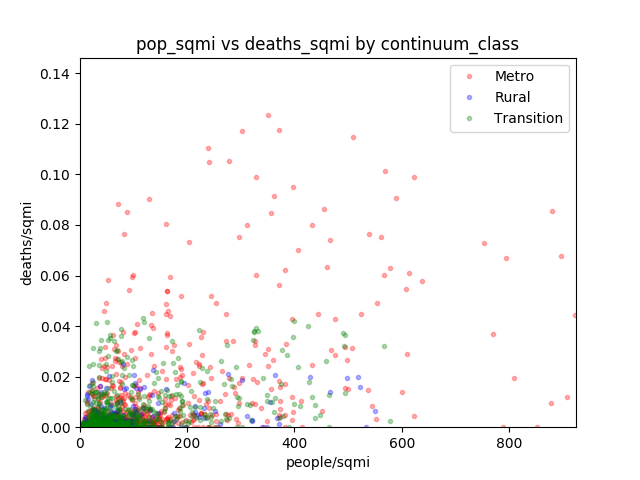 pop_sqmi vs deaths_sqmi by continuum_class
Metro
Rural
Transition
deaths/sqmi
0.14
0.12
0.10
0.08
0.06
0.04
0.02
0.00
0
200
400
600
800
people/sqmi